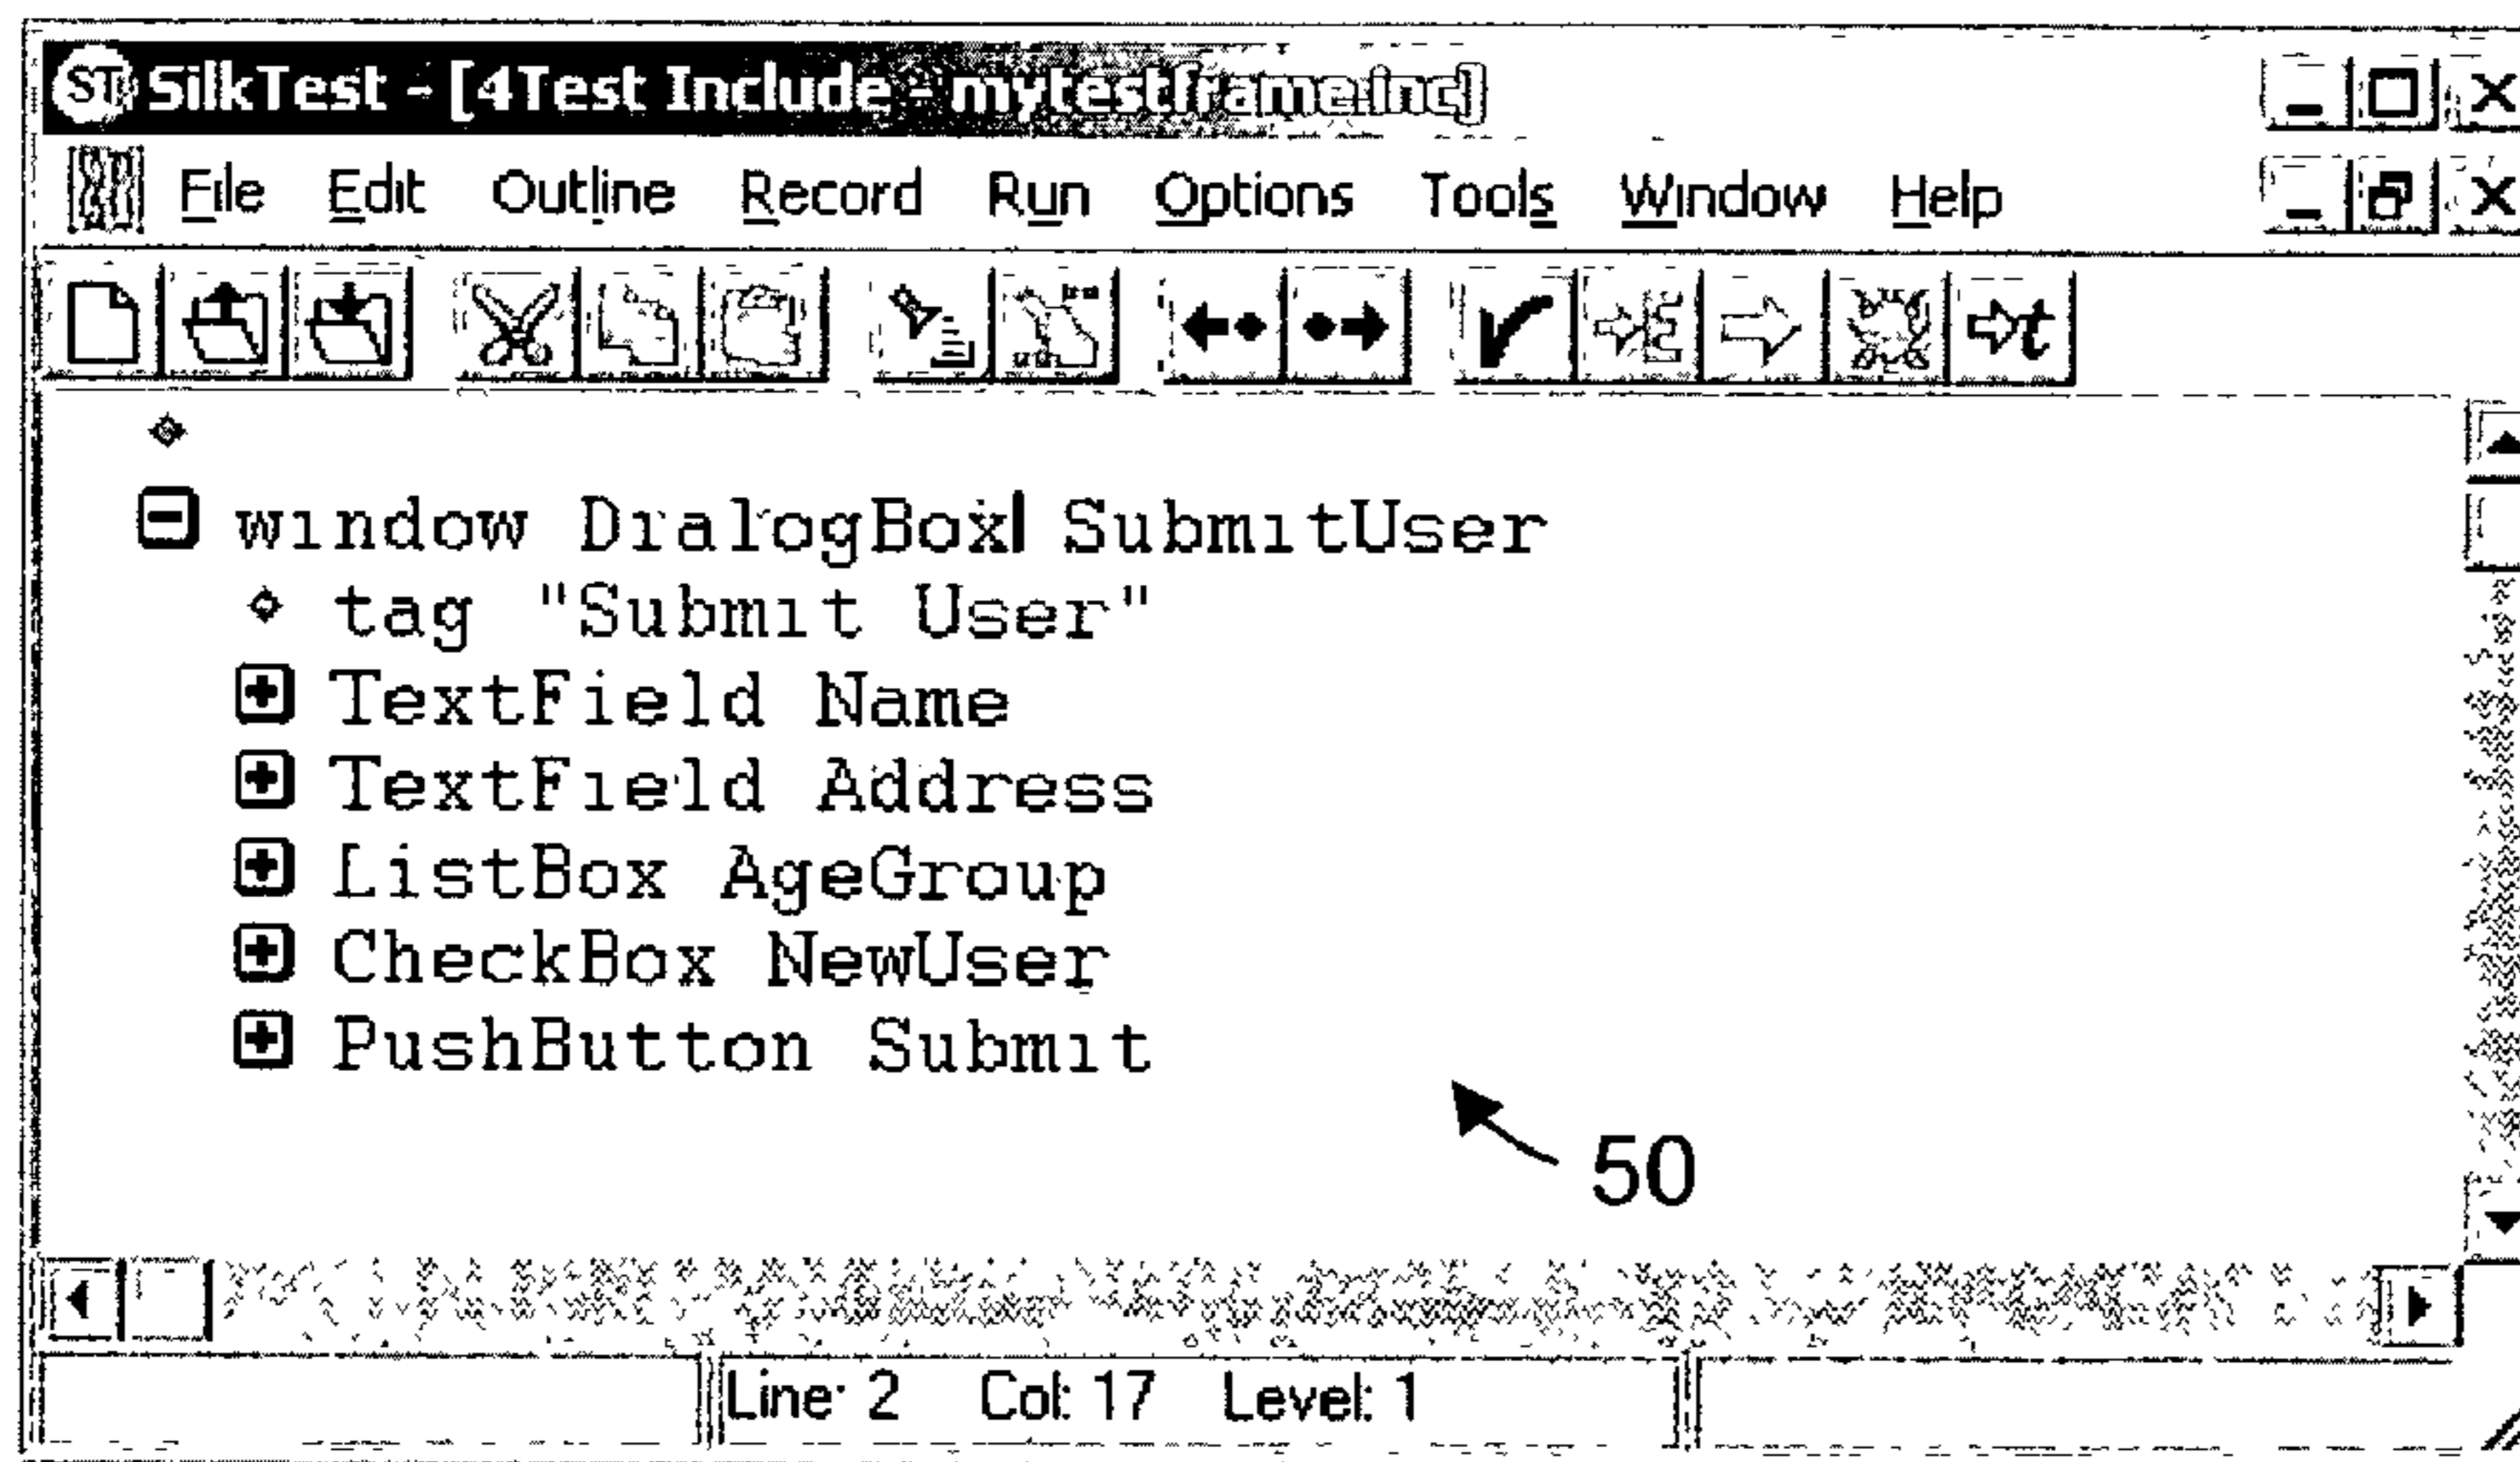 ST SilkTest - [4Test Include - mytestframe.inc]
File Edit Outline Record Run Options Tools Window Help
window DialogBox SubmitUser
tag "Submit User"
TextField Name
TextField Address
ListBox AgeGroup
CheckBox NewUser
PushButton Submit
50
Line: 2 Col: 17 Level: 1